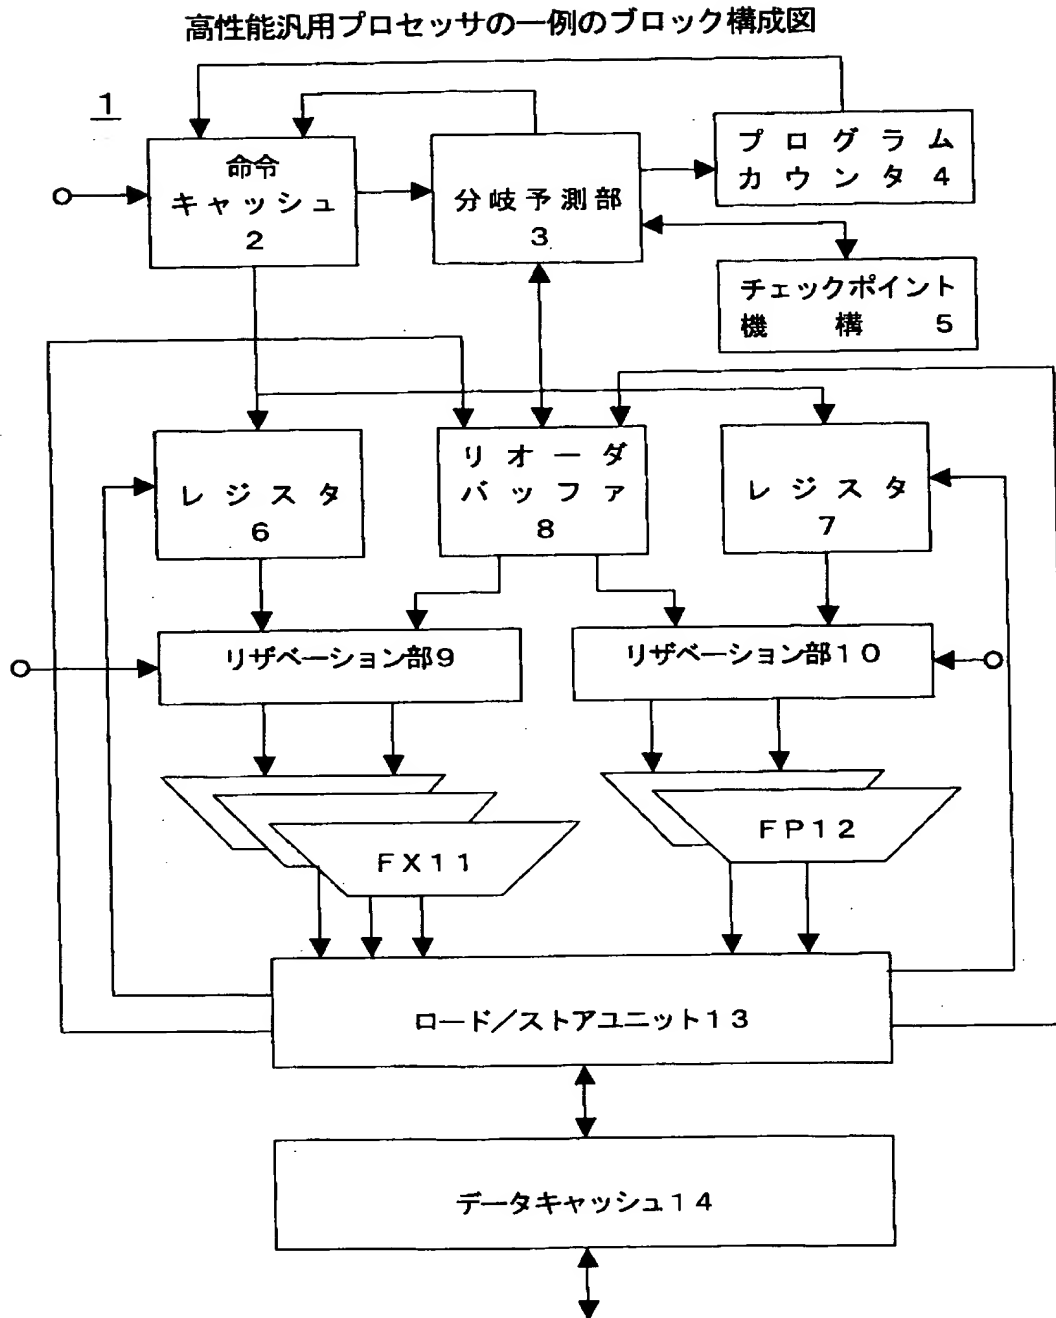 高性能汎用プロセッサの一例のブロック構成図
1
命令
キャッシュ
2
分岐予測部
3
プログラム
カウンタ4
チェックポイント
機構5
レジスタ
6
リオーダ
バッファ
8
レジスタ
7
リザベーション部9
リザベーション部10
FX11
FP12
ロード/ストアユニット13
データキャッシュ14